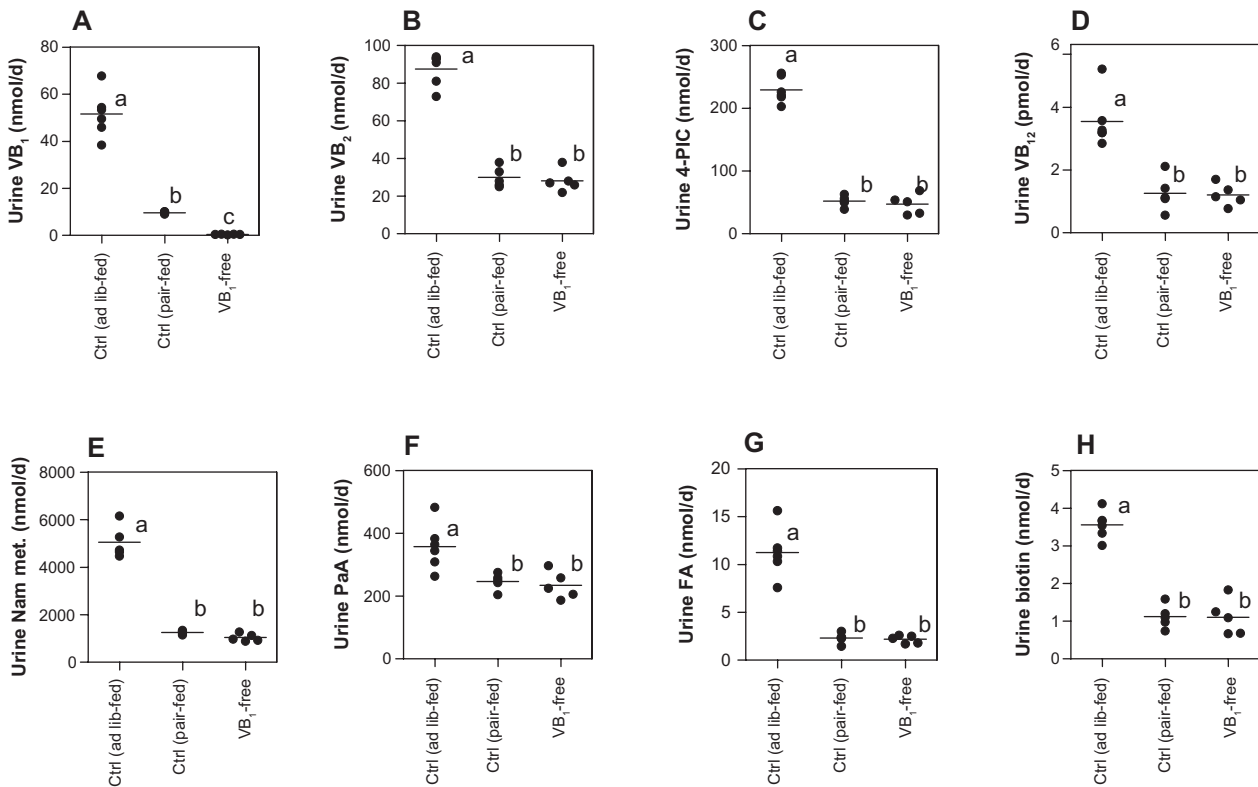 A
Urine VB₁ (nmol/d)
80
60
40
20
0
a
b
c
Ctrl (ad lib-fed)
Ctrl (pair-fed)
VB₁-free
B
Urine VB₂ (nmol/d)
100
80
60
40
20
0
a
b
b
Ctrl (ad lib-fed)
Ctrl (pair-fed)
VB₁-free
C
Urine 4-PIC (nmol/d)
300
200
100
0
a
b
b
Ctrl (ad lib-fed)
Ctrl (pair-fed)
VB₁-free
D
Urine VB₁₂ (pmol/d)
6
4
2
0
a
b
b
Ctrl (ad lib-fed)
Ctrl (pair-fed)
VB₁-free
E
Urine Nam met. (nmol/d)
8000
6000
4000
2000
0
a
b
b
Ctrl (ad lib-fed)
Ctrl (pair-fed)
VB₁-free
F
Urine PaA (nmol/d)
600
400
200
0
a
b
b
Ctrl (ad lib-fed)
Ctrl (pair-fed)
VB₁-free
G
Urine FA (nmol/d)
20
15
10
5
0
a
b
b
Ctrl (ad lib-fed)
Ctrl (pair-fed)
VB₁-free
H
Urine biotin (nmol/d)
5
4
3
2
1
0
a
b
b
Ctrl (ad lib-fed)
Ctrl (pair-fed)
VB₁-free